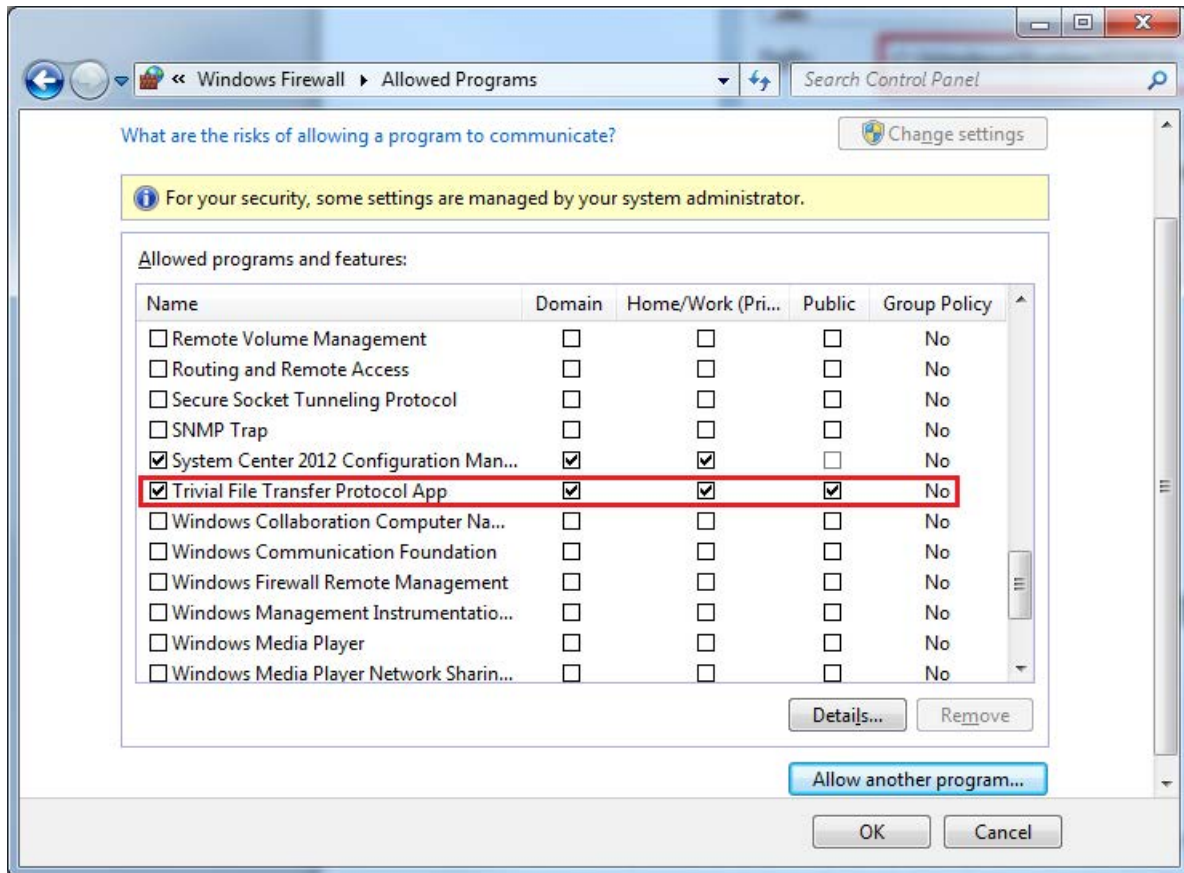 « Windows Firewall ▸ Allowed Programs Search Control Panel
What are the risks of allowing a program to communicate? Change settings
For your security, some settings are managed by your system administrator.
Allowed programs and features:
Name Domain Home/Work (Pri... Public Group Policy
Remote Volume Management No
Routing and Remote Access No
Secure Socket Tunneling Protocol No
SNMP Trap No
System Center 2012 Configuration Man... No
Trivial File Transfer Protocol App No
Windows Collaboration Computer Na... No
Windows Communication Foundation No
Windows Firewall Remote Management No
Windows Management Instrumentatio... No
Windows Media Player No
Windows Media Player Network Sharin... No
Details... Remove
Allow another program...
OK Cancel